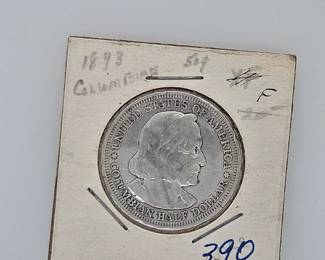 1893 50¢
Columbian F
UNITED STATES OF AMERICA
COLUMBIAN HALF DOLLAR
390